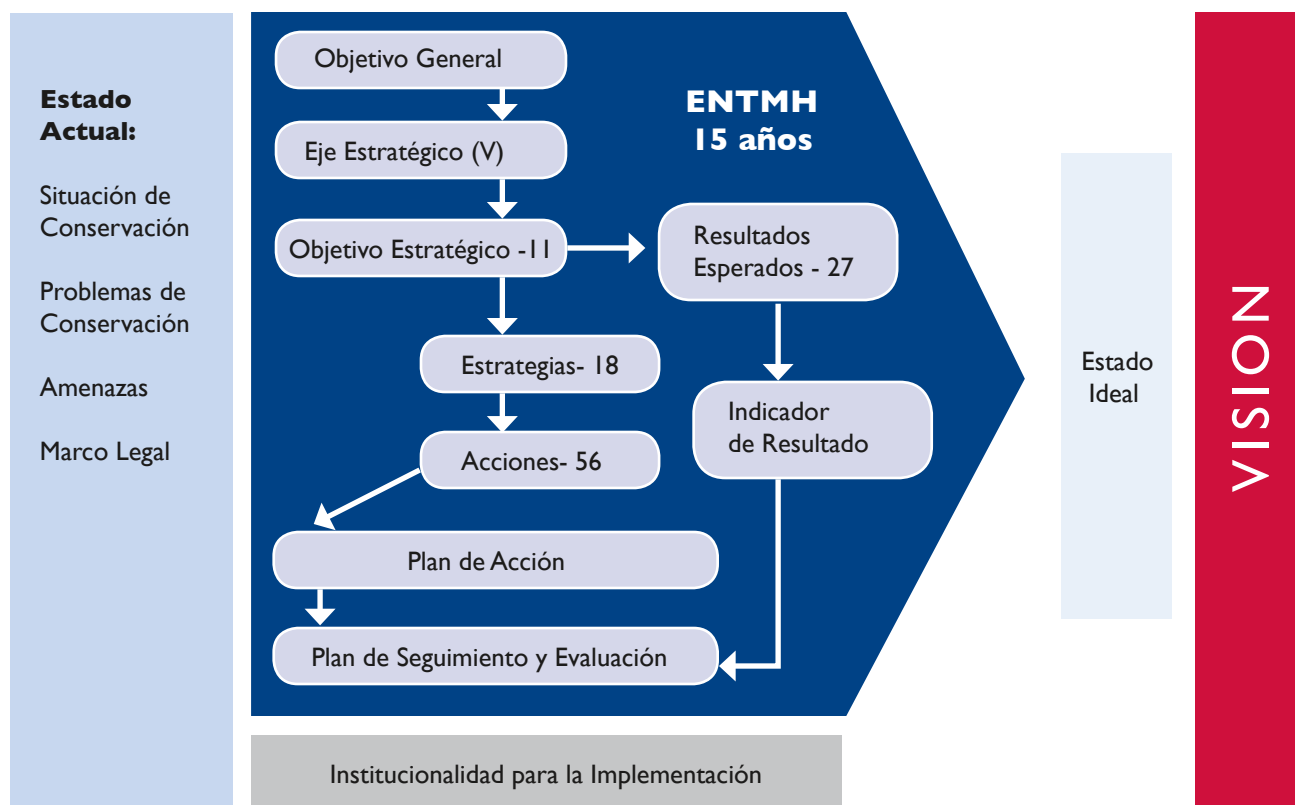 Estado
Actual:
Situación de
Conservación
Problemas de
Conservación
Amenazas
Marco Legal
Objetivo General
Eje Estratégico (V)
Objetivo Estratégico -11
Estrategias- 18
Acciones- 56
Plan de Acción
Plan de Seguimiento y Evaluación
ENTMH
15 años
Resultados
Esperados - 27
Indicador
de Resultado
Institucionalidad para la Implementación
Estado
Ideal
VISION